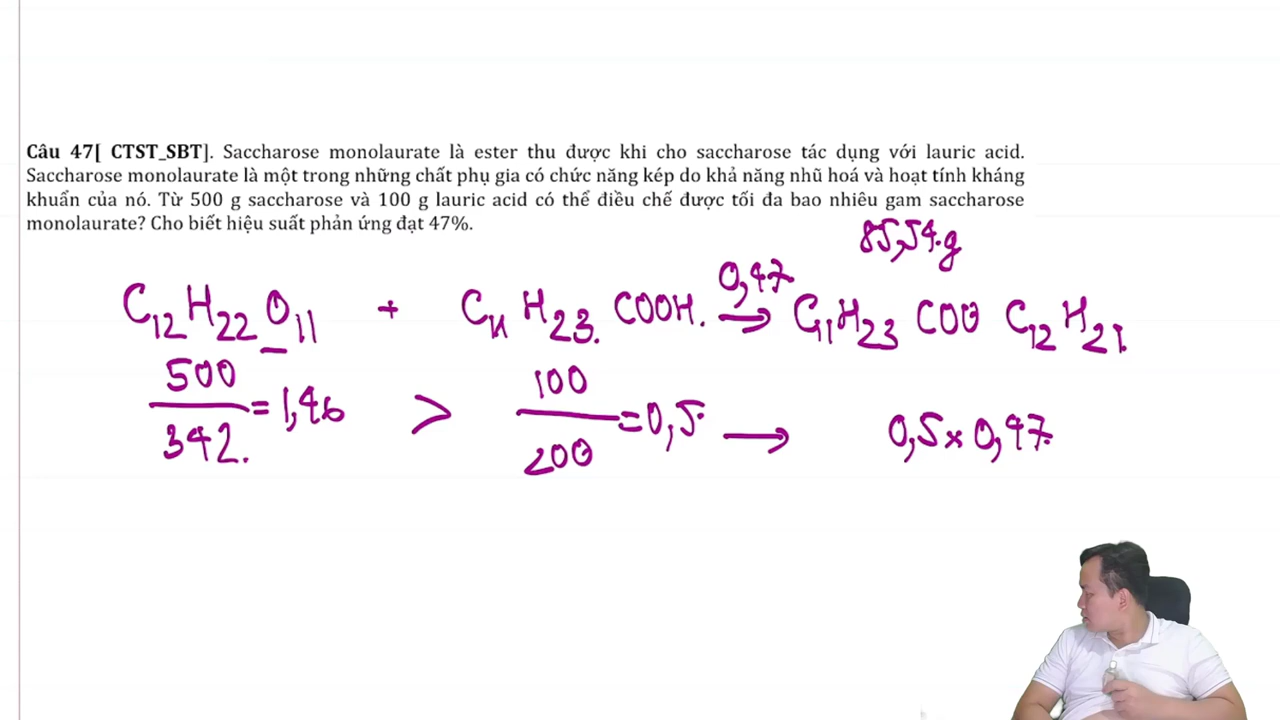 Câu 47[ CTST_SBT]. Saccharose monolaurate là ester thu được khi cho saccharose tác dụng với lauric acid.
Saccharose monolaurate là một trong những chất phụ gia có chức năng kép do khả năng nhũ hoá và hoạt tính kháng
khuẩn của nó. Từ 500 g saccharose và 100 g lauric acid có thể điều chế được tối đa bao nhiêu gam saccharose
monolaurate? Cho biết hiệu suất phản ứng đạt 47%.
85,54 g
C12H22O11 + C11H23COOH → 0,47 C11H23COO C12H21
500/342 = 1,46 > 100/200 = 0,5 → 0,5 x 0,47